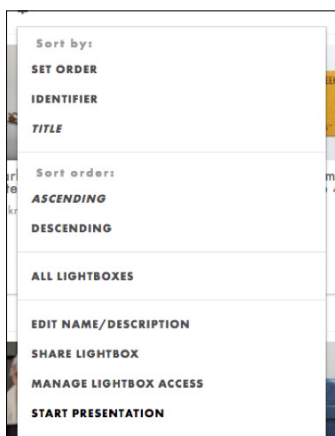 Sort by:
SET ORDER
IDENTIFIER
TITLE
Sort order:
ASCENDING
DESCENDING
ALL LIGHTBOXES
EDIT NAME/DESCRIPTION
SHARE LIGHTBOX
MANAGE LIGHTBOX ACCESS
START PRESENTATION